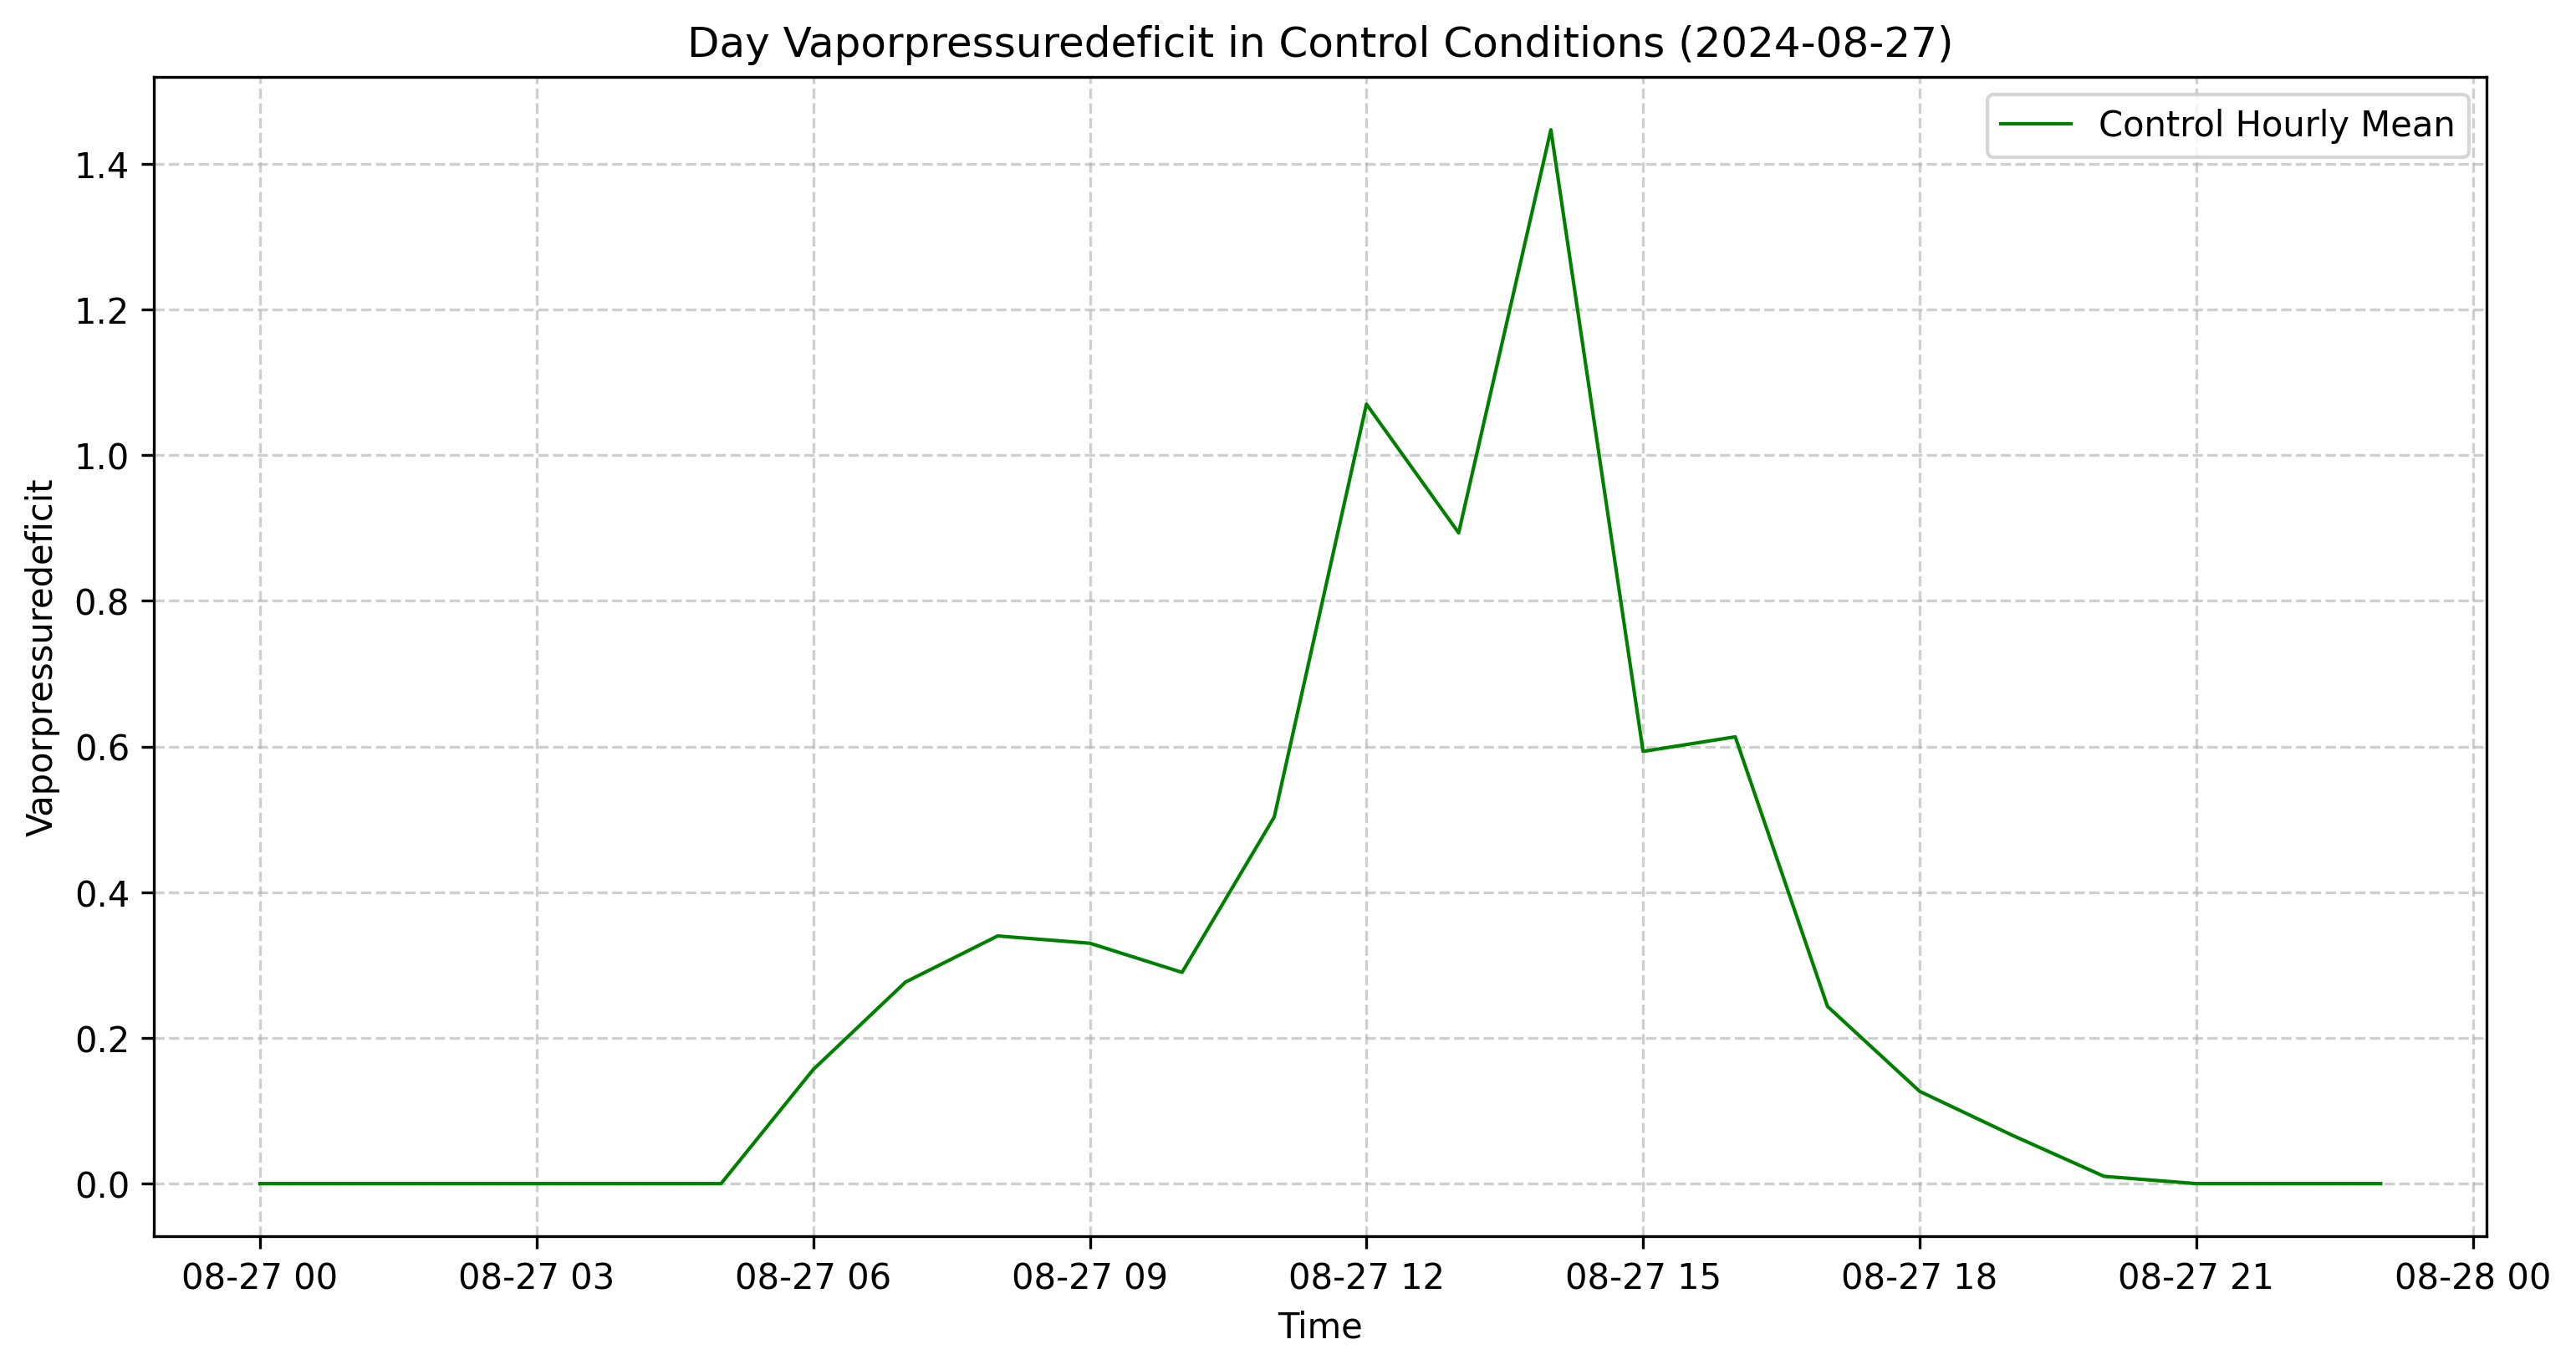 Day Vaporpressuredeficit in Control Conditions (2024-08-27)
Control Hourly Mean
1.4
1.2
1.0
0.8
0.6
0.4
0.2
0.0
Vaporpressuredeficit
08-27 00 08-27 03 08-27 06 08-27 09 08-27 12 08-27 15 08-27 18 08-27 21 08-28 00
Time